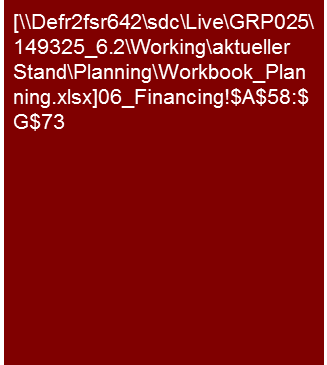 [\\Defr2fsr642\sdc\Live\GRP025\
149325_6.2\Working\aktueller
Stand\Planning\Workbook_Plan
ning.xlsx]06_Financing!$A$58:$
G$73